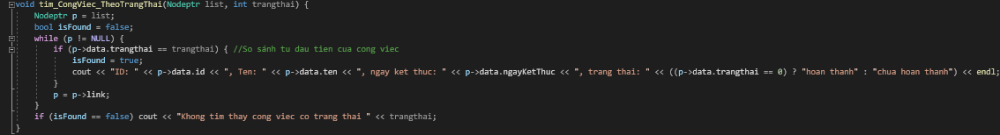 void tim_CongViec_TheoTrangThai(Nodeptr list, int trangthai) {
    Nodeptr p = list;
    bool isFound = false;
    while (p != NULL) {
        if (p->data.trangthai == trangthai) { //So sánh tu dau tien cua cong viec
            isFound = true;
            cout << "ID: " << p->data.id << ", Ten: " << p->data.ten << ", ngay ket thuc: " << p->data.ngayKetThuc << ", trang thai: " << ((p->data.trangthai == 0) ? "hoan thanh" : "chua hoan thanh") << endl;
        }
        p = p->link;
    }
    if (isFound == false) cout << "Khong tim thay cong viec co trang thai " << trangthai;
}